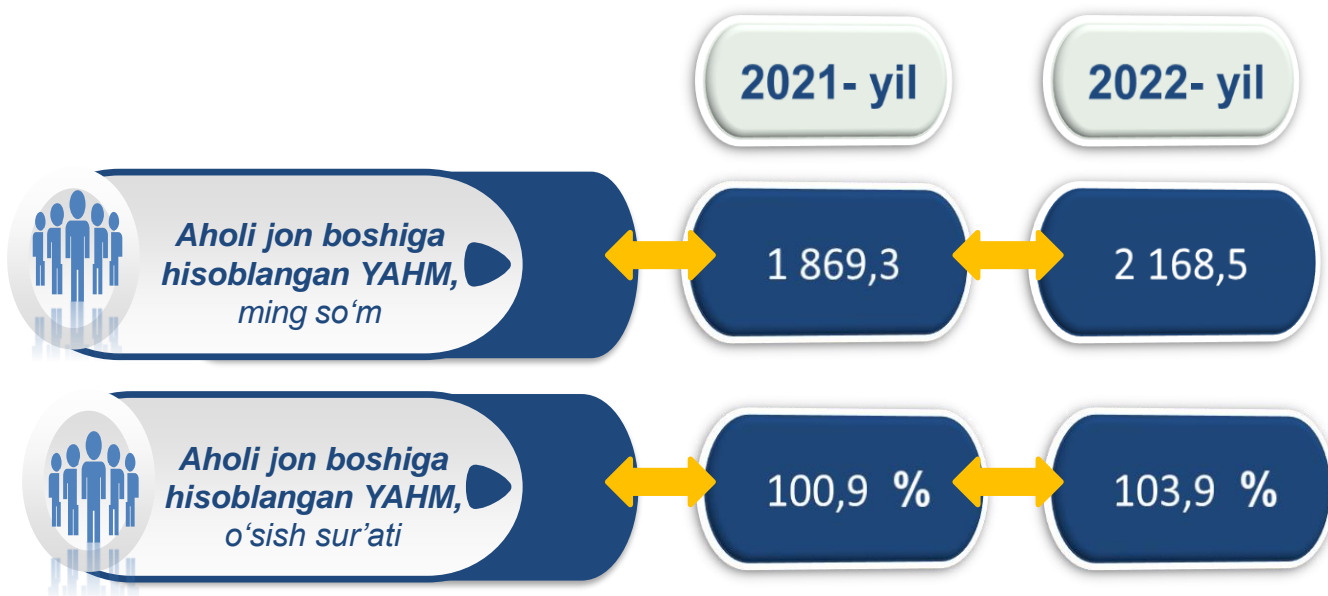 2021- yil
2022- yil
Aholi jon boshiga
hisoblangan YAHM,
ming so‘m
1 869,3
2 168,5
Aholi jon boshiga
hisoblangan YAHM,
o‘sish sur’ati
100,9 %
103,9 %